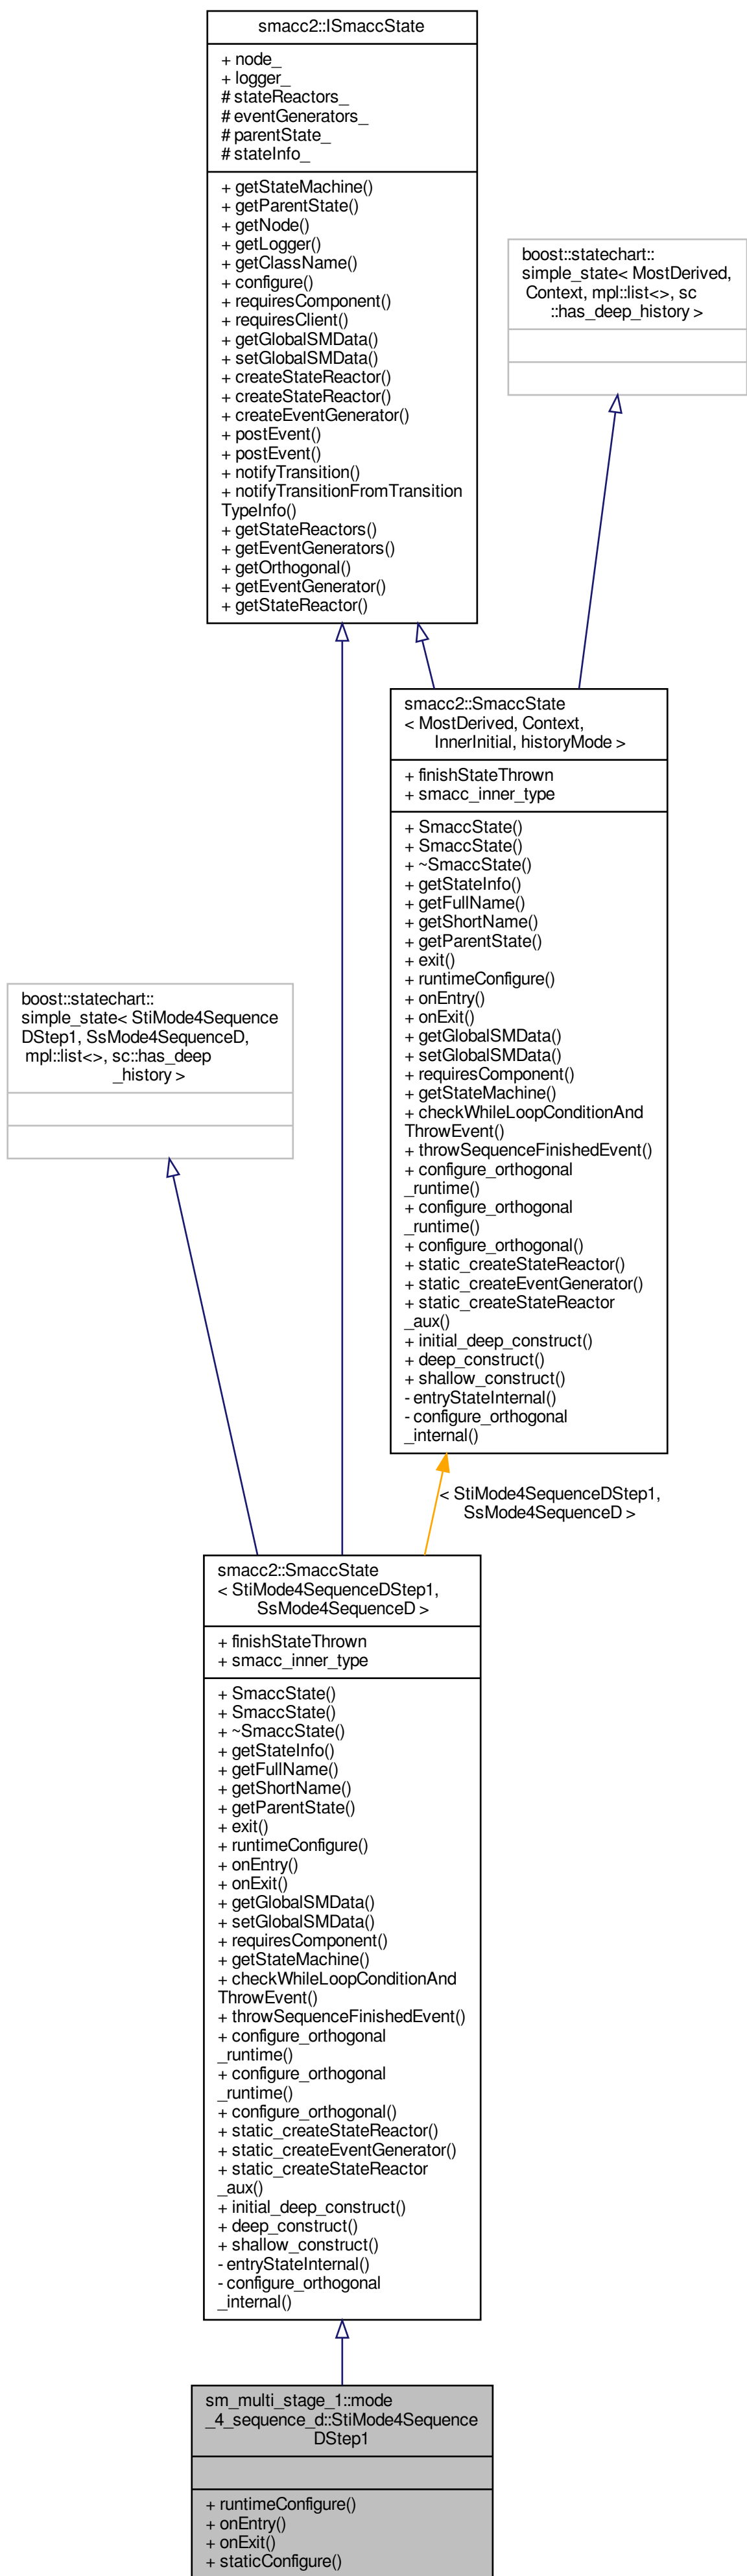 smacc2::ISmaccState
+ node_
+ logger_
# stateReactors_
# eventGenerators_
# parentState_
# stateInfo_
+ getStateMachine()
+ getParentState()
+ getNode()
+ getLogger()
+ getClassName()
+ configure()
+ requiresComponent()
+ requiresClient()
+ getGlobalSMData()
+ setGlobalSMData()
+ createStateReactor()
+ createStateReactor()
+ createEventGenerator()
+ postEvent()
+ postEvent()
+ notifyTransition()
+ notifyTransitionFromTransition
TypeInfo()
+ getStateReactors()
+ getEventGenerators()
+ getOrthogonal()
+ getEventGenerator()
+ getStateReactor()
boost::statechart::
simple_state< MostDerived,
Context, mpl::list<>, sc
::has_deep_history >
smacc2::SmaccState
< MostDerived, Context,
InnerInitial, historyMode >
+ finishStateThrown
+ smacc_inner_type
+ SmaccState()
+ SmaccState()
+ ~SmaccState()
+ getStateInfo()
+ getFullName()
+ getShortName()
+ getParentState()
+ exit()
+ runtimeConfigure()
+ onEntry()
+ onExit()
+ getGlobalSMData()
+ setGlobalSMData()
+ requiresComponent()
+ getStateMachine()
+ checkWhileLoopConditionAnd
ThrowEvent()
+ throwSequenceFinishedEvent()
+ configure_orthogonal
_runtime()
+ configure_orthogonal
_runtime()
+ configure_orthogonal()
+ static_createStateReactor()
+ static_createEventGenerator()
+ static_createStateReactor
_aux()
+ initial_deep_construct()
+ deep_construct()
+ shallow_construct()
- entryStateInternal()
- configure_orthogonal
_internal()
boost::statechart::
simple_state< StiMode4Sequence
DStep1, SsMode4SequenceD,
mpl::list<>, sc::has_deep
_history >
< StiMode4SequenceDStep1,
SsMode4SequenceD >
smacc2::SmaccState
< StiMode4SequenceDStep1,
SsMode4SequenceD >
+ finishStateThrown
+ smacc_inner_type
+ SmaccState()
+ SmaccState()
+ ~SmaccState()
+ getStateInfo()
+ getFullName()
+ getShortName()
+ getParentState()
+ exit()
+ runtimeConfigure()
+ onEntry()
+ onExit()
+ getGlobalSMData()
+ setGlobalSMData()
+ requiresComponent()
+ getStateMachine()
+ checkWhileLoopConditionAnd
ThrowEvent()
+ throwSequenceFinishedEvent()
+ configure_orthogonal
_runtime()
+ configure_orthogonal
_runtime()
+ configure_orthogonal()
+ static_createStateReactor()
+ static_createEventGenerator()
+ static_createStateReactor
_aux()
+ initial_deep_construct()
+ deep_construct()
+ shallow_construct()
- entryStateInternal()
- configure_orthogonal
_internal()
sm_multi_stage_1::mode
_4_sequence_d::StiMode4Sequence
DStep1
+ runtimeConfigure()
+ onEntry()
+ onExit()
+ staticConfigure()